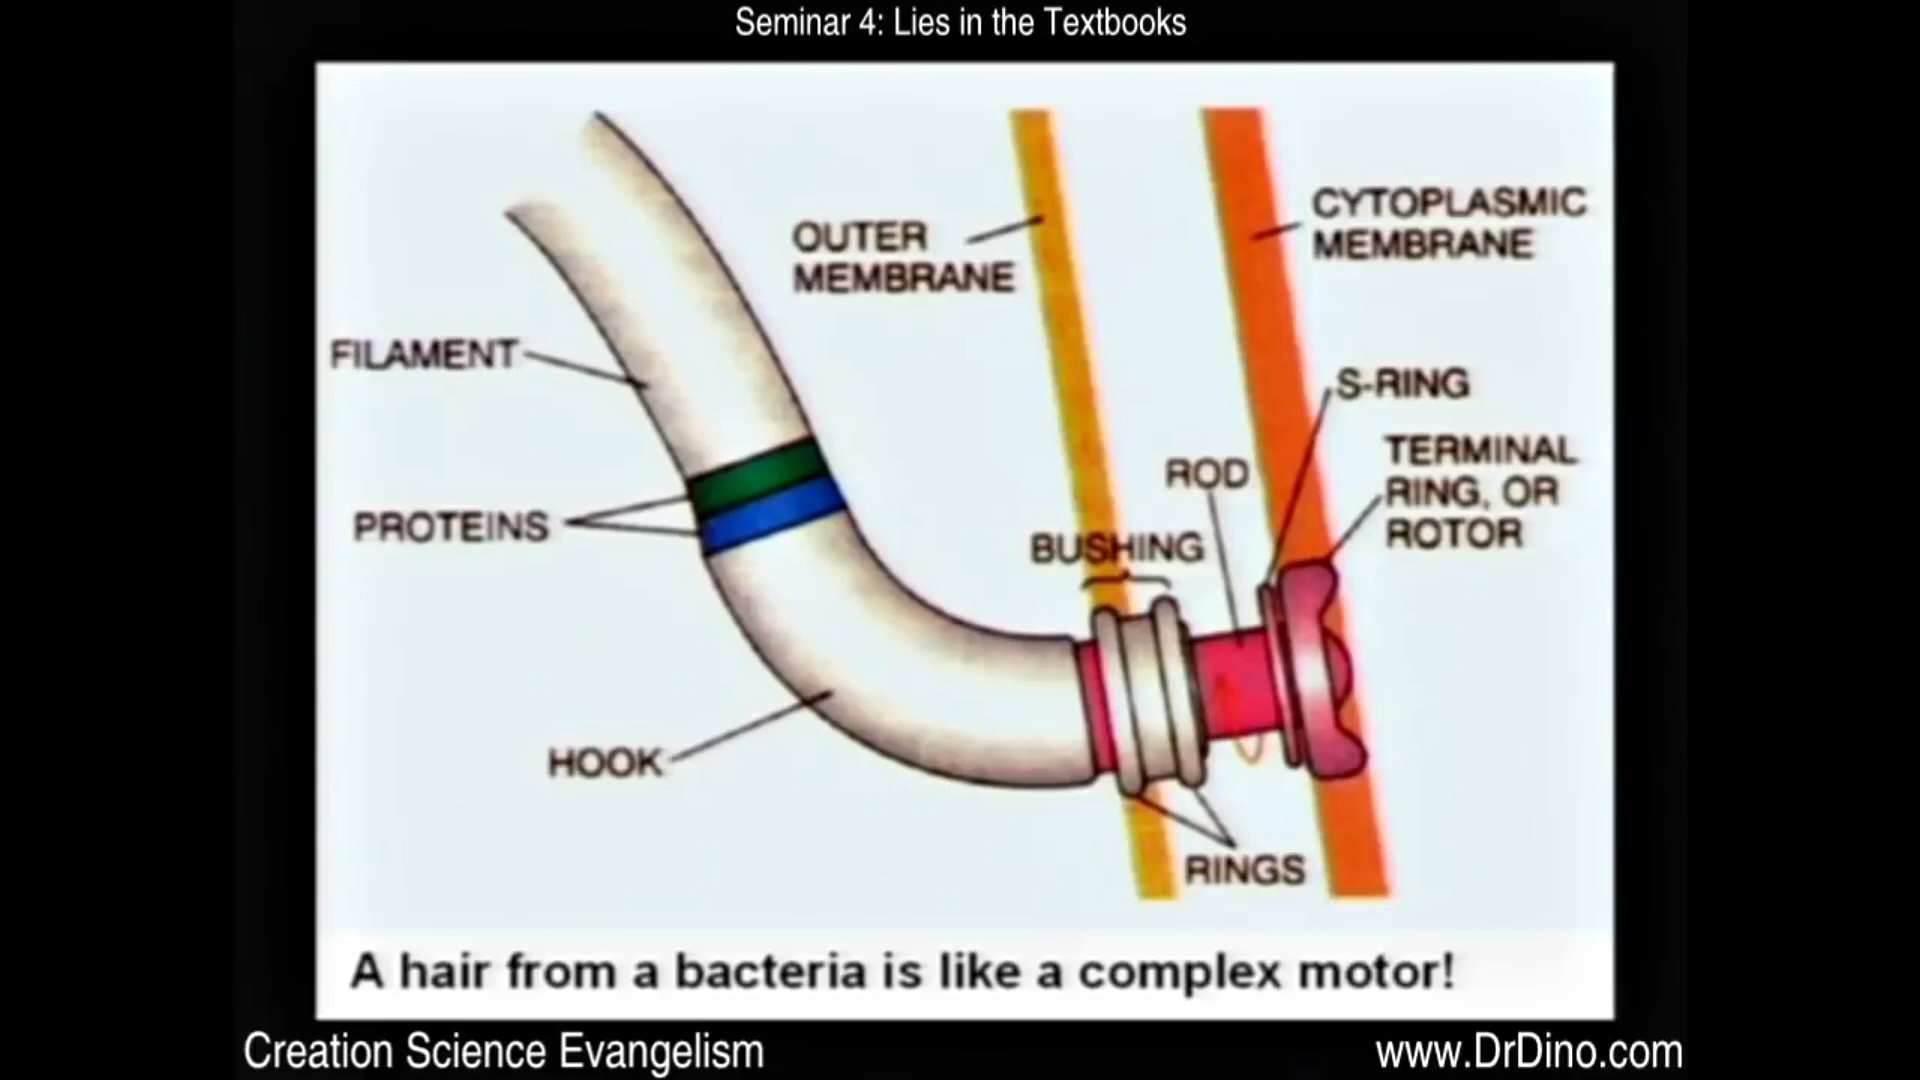 Seminar 4: Lies in the Textbooks
OUTER
MEMBRANE
CYTOPLASMIC
MEMBRANE
FILAMENT
S-RING
TERMINAL
RING, OR
ROTOR
ROD
PROTEINS
BUSHING
HOOK
RINGS
A hair from a bacteria is like a complex motor!
Creation Science Evangelism
www.DrDino.com